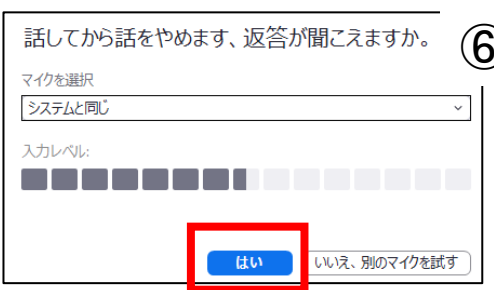 話してから話をやめます、返答が聞こえますか。
⑥
マイクを選択
システムと同じ
入力レベル:
はい
いいえ、別のマイクを試す